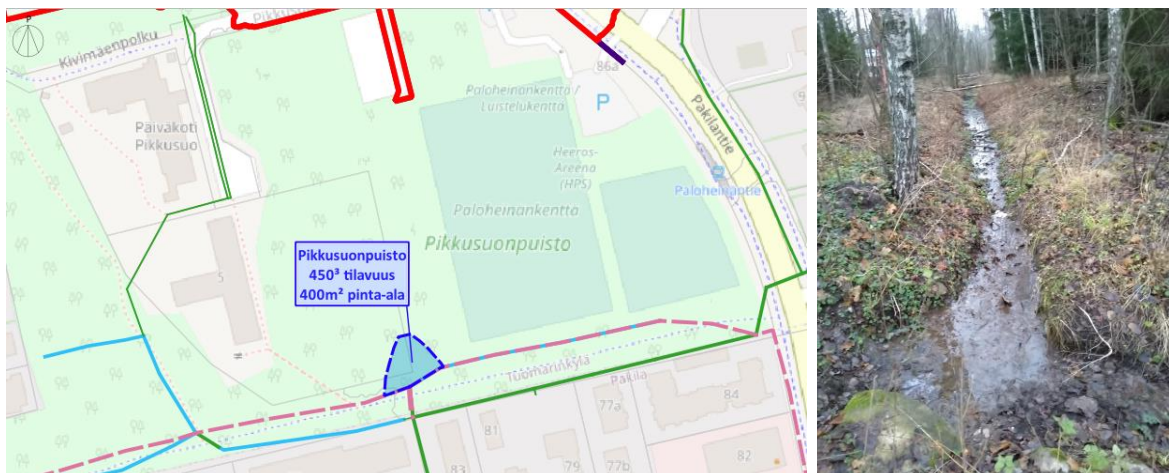 P
Kivimäenpolku
Päiväkoti
Pikkusuo
5
Paloheinänkenttä /
Luistelukenttä
86a
P
Heeros-
Areena
(HPS)
Paloheinänkenttä
Pikkusuonpuisto
Pakilantie
Paloheinäntie
Pikkusuonpuisto
450³ tilavuus
400m² pinta-ala
Tuomarinkylä
Pakila
77a
84
81
83
79
77b
82